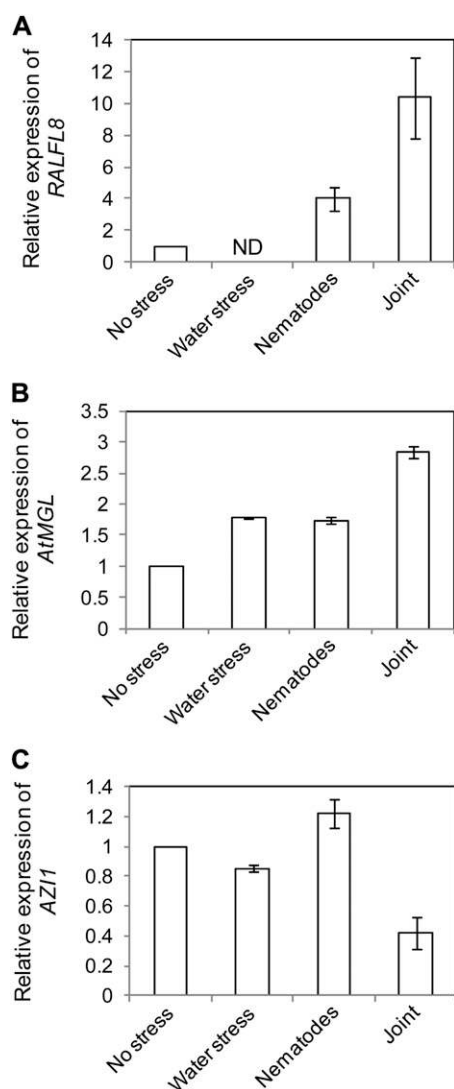 A
Relative expression of
RALFL8
14
12
10
8
6
4
2
0
ND
No stress
Water stress
Nematodes
Joint
B
Relative expression of
AtMGL
3.5
3
2.5
2
1.5
1
0.5
0
No stress
Water stress
Nematodes
Joint
C
Relative expression of
AZI1
1.4
1.2
1
0.8
0.6
0.4
0.2
0
No stress
Water stress
Nematodes
Joint